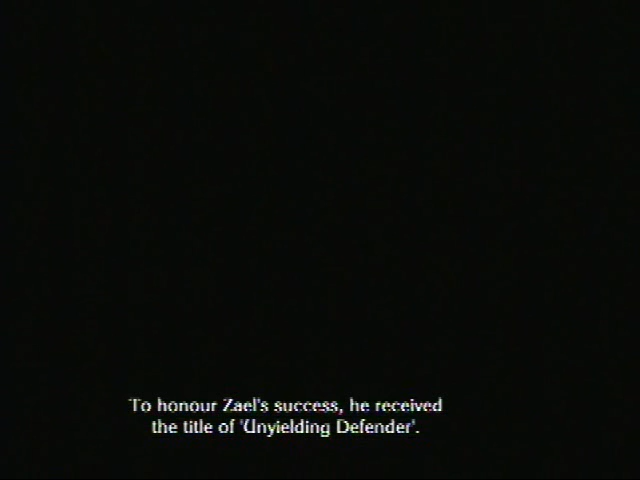 To honour Zael's success, he received
the title of 'Unyielding Defender'.